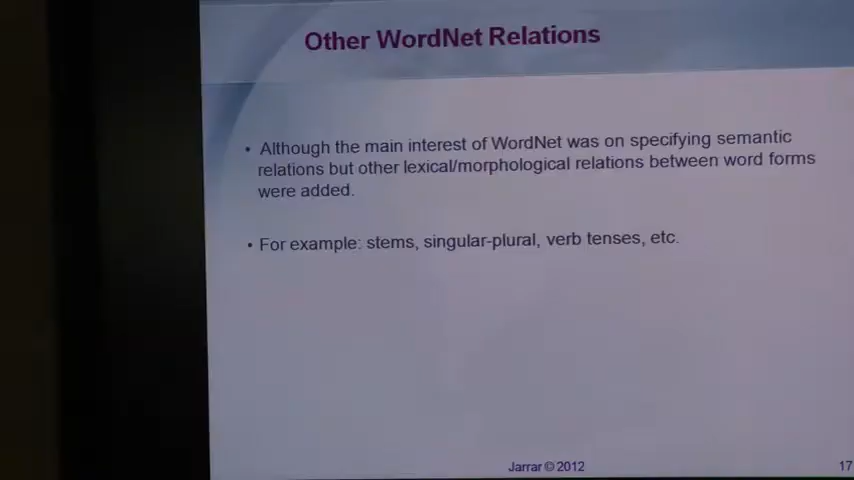 Other WordNet Relations
• Although the main interest of WordNet was on specifying semantic
relations but other lexical/morphological relations between word forms
were added.
• For example: stems, singular-plural, verb tenses, etc.
Jarrar © 2012
17